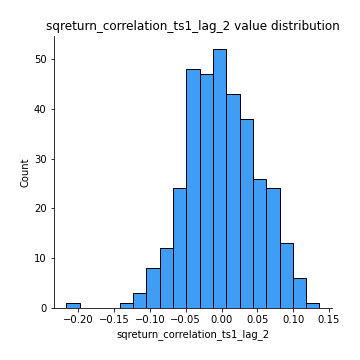 sqreturn_correlation_ts1_lag_2 value distribution
50
40
30
20
10
0
Count
−0.20 −0.15 −0.10 −0.05 0.00 0.05 0.10 0.15
sqreturn_correlation_ts1_lag_2